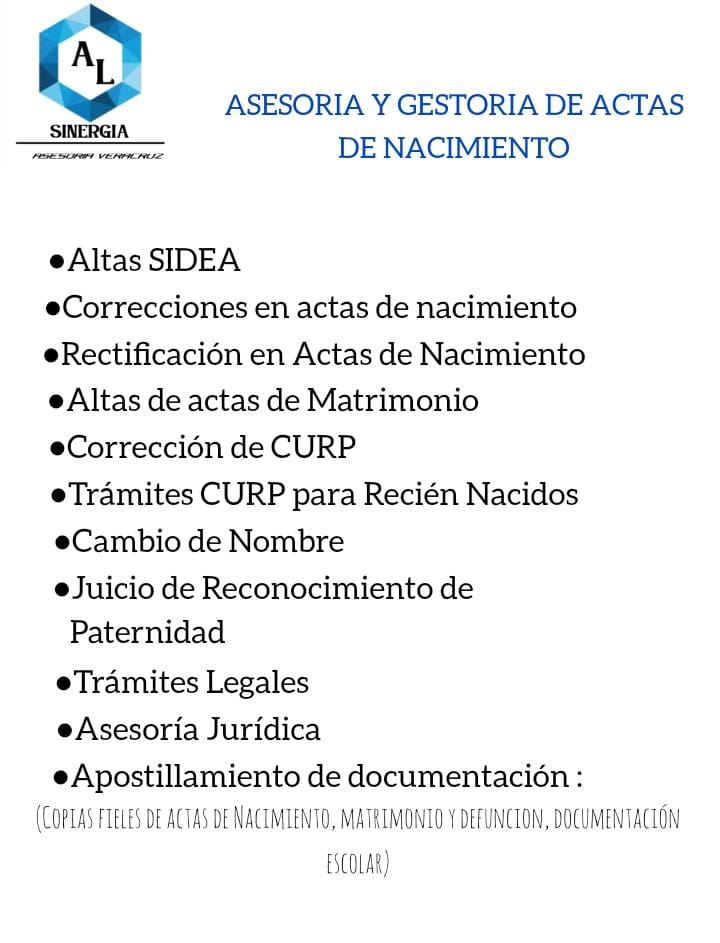 AL
SINERGIA
ASESORIA VERACRUZ
ASESORIA Y GESTORIA DE ACTAS
DE NACIMIENTO
●Altas SIDEA
●Correcciones en actas de nacimiento
●Rectificación en Actas de Nacimiento
●Altas de actas de Matrimonio
●Corrección de CURP
●Trámites CURP para Recién Nacidos
●Cambio de Nombre
●Juicio de Reconocimiento de
Paternidad
●Trámites Legales
●Asesoría Jurídica
●Apostillamiento de documentación :
(Copias fieles de actas de Nacimiento, matrimonio y defuncion, documentación
escolar)